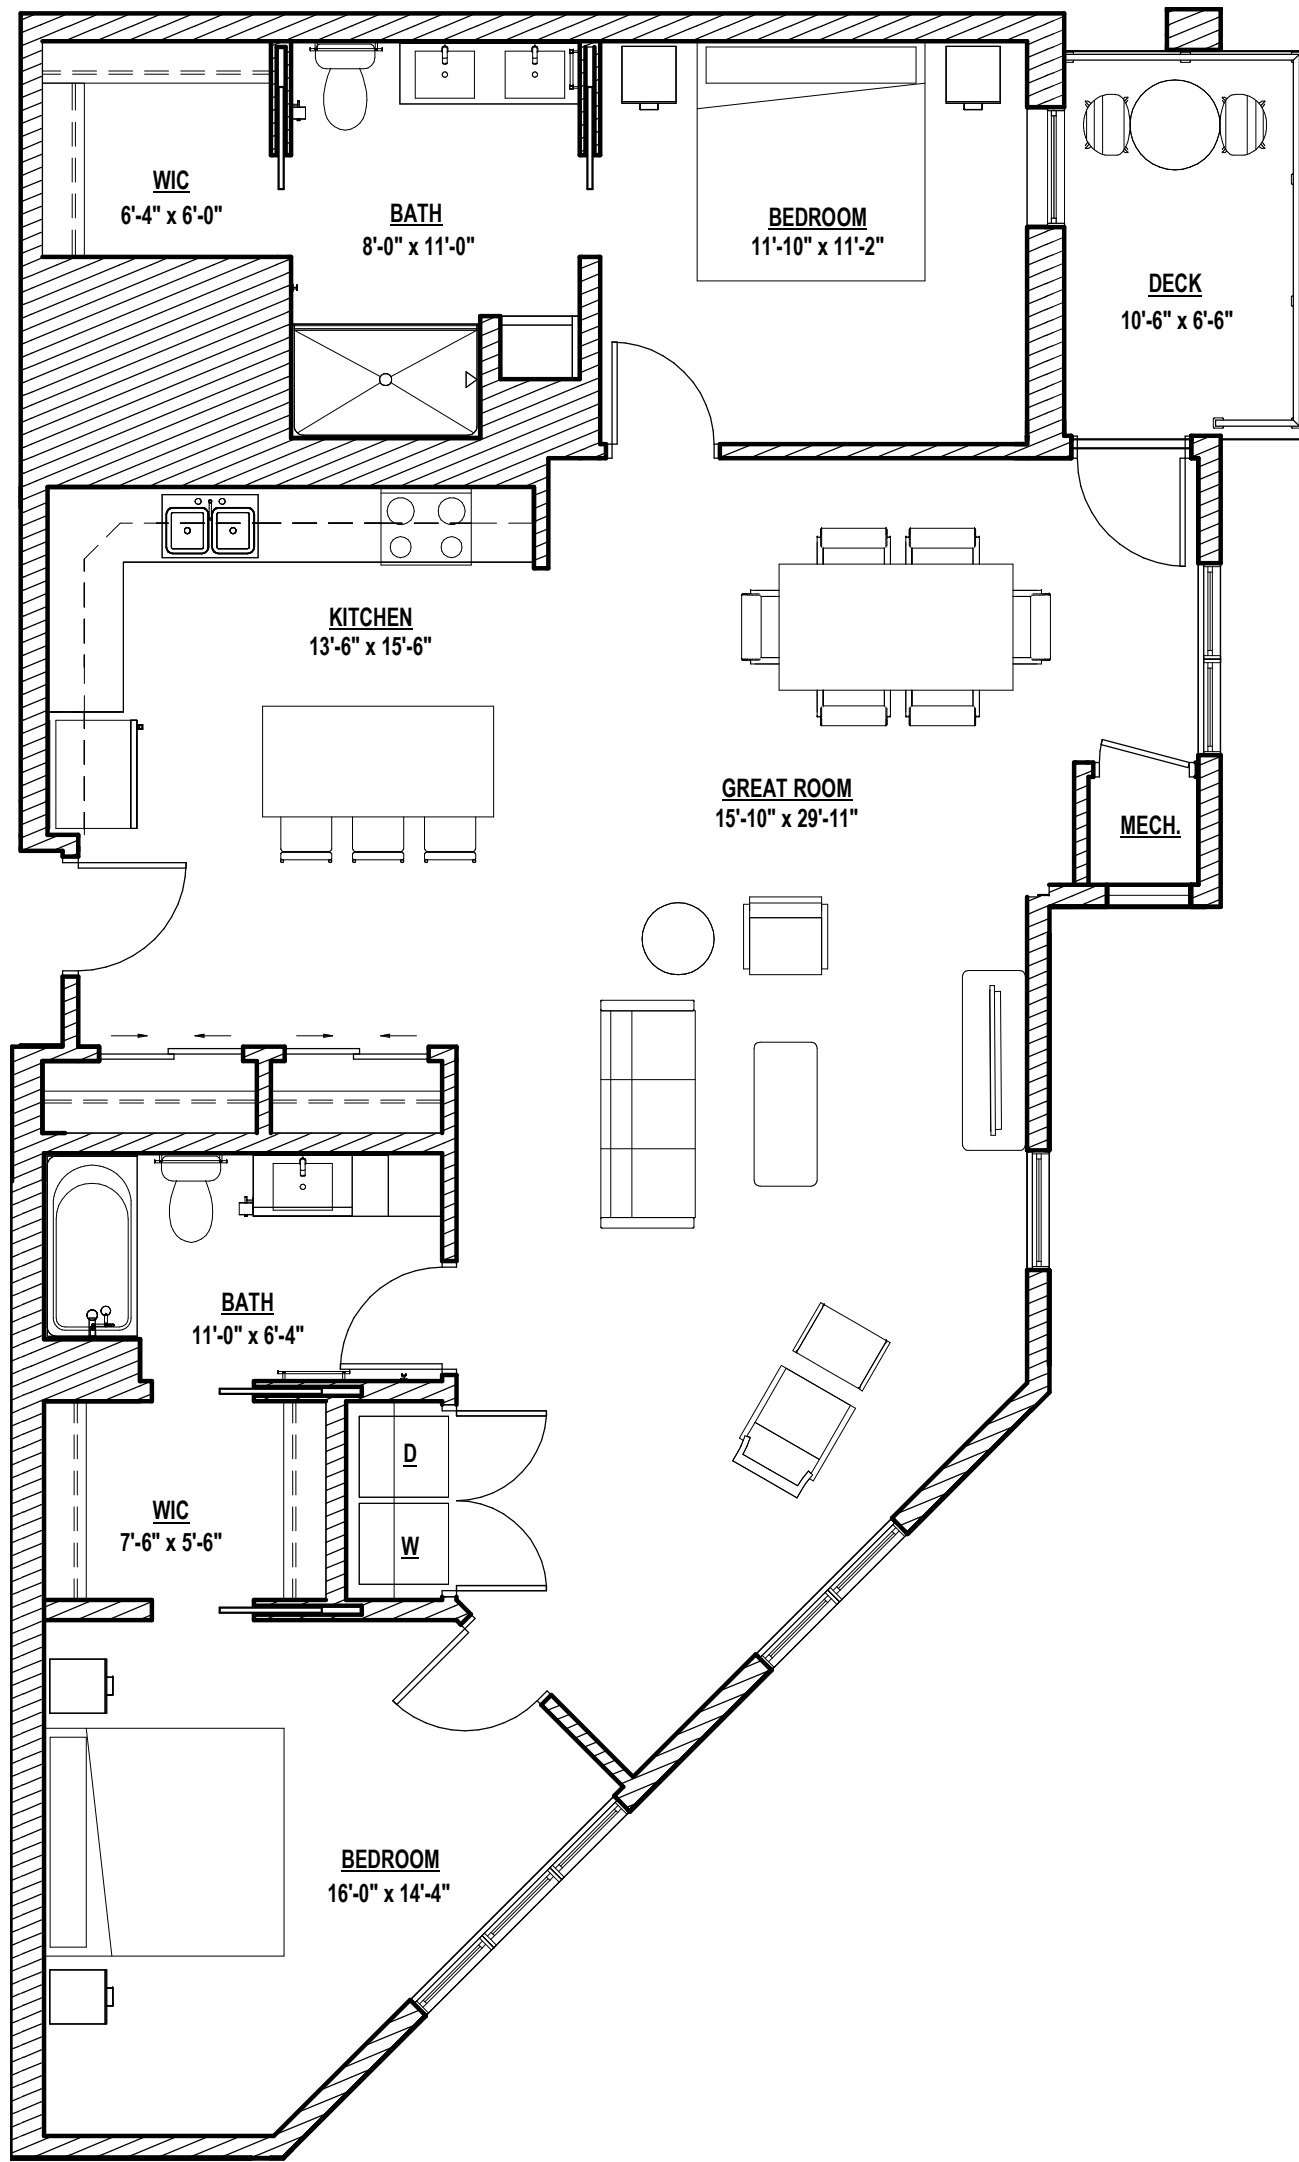 WIC
6'-4" x 6'-0"
BATH
8'-0" x 11'-0"
BEDROOM
11'-10" x 11'-2"
DECK
10'-6" x 6'-6"
KITCHEN
13'-6" x 15'-6"
GREAT ROOM
15'-10" x 29'-11"
MECH.
BATH
11'-0" x 6'-4"
D
WIC
7'-6" x 5'-6"
W
BEDROOM
16'-0" x 14'-4"